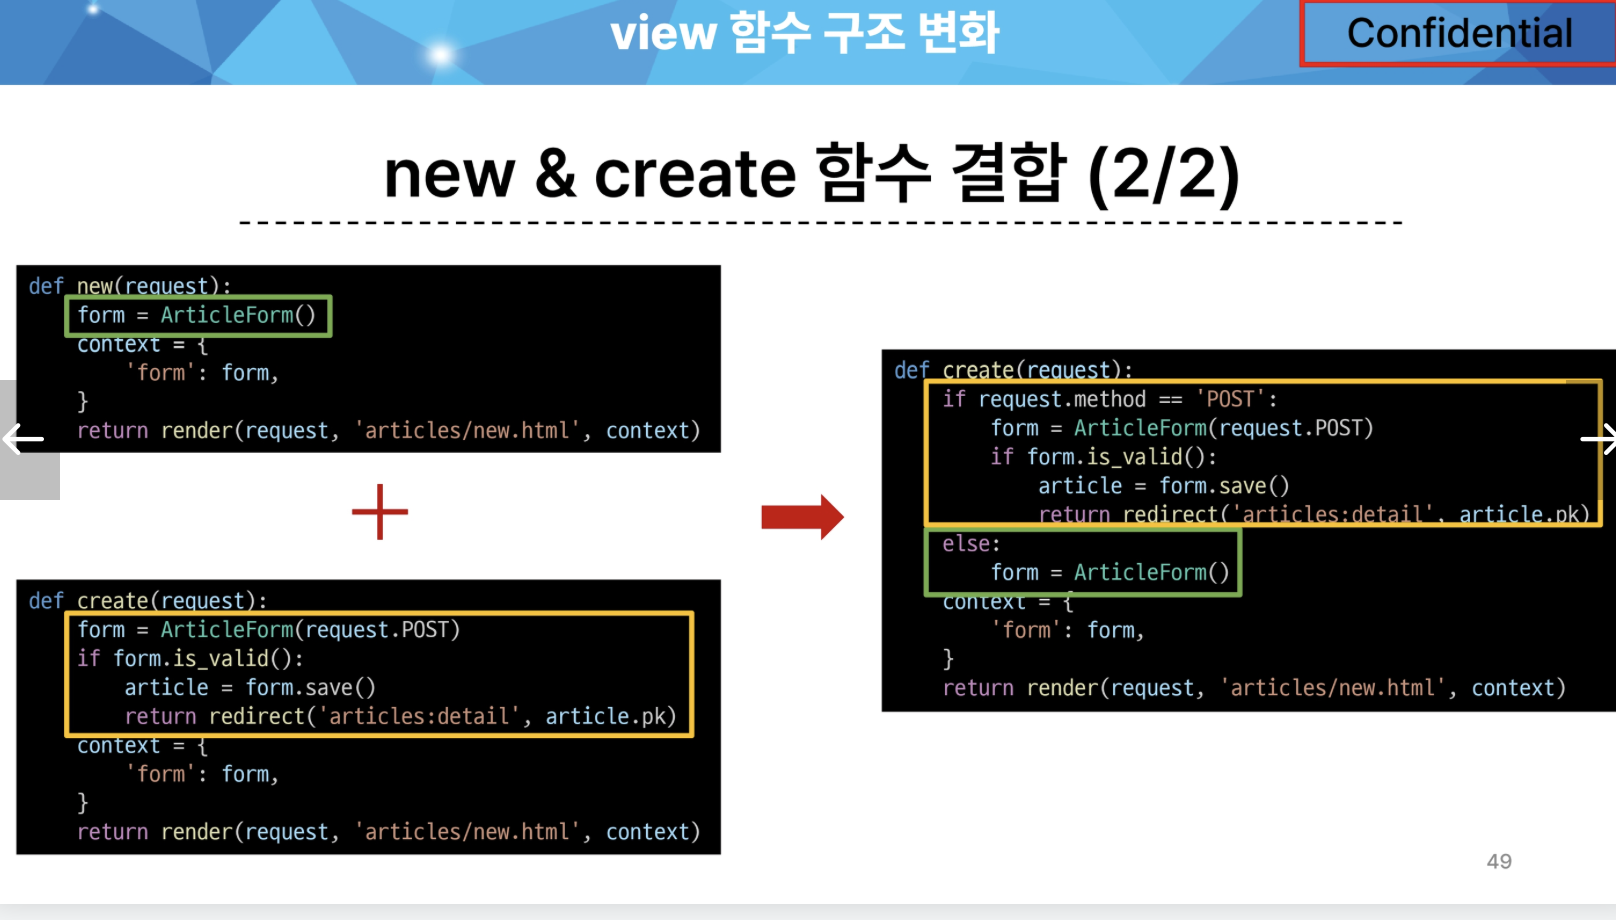 view 함수 구조 변화
Confidential
new & create 함수 결합 (2/2)
def new(request):
    form = ArticleForm()
    context = {
        'form': form,
    }
    return render(request, 'articles/new.html', context)
def create(request):
    form = ArticleForm(request.POST)
    if form.is_valid():
        article = form.save()
        return redirect('articles:detail', article.pk)
    context = {
        'form': form,
    }
    return render(request, 'articles/new.html', context)
def create(request):
    if request.method == 'POST':
        form = ArticleForm(request.POST)
        if form.is_valid():
            article = form.save()
            return redirect('articles:detail', article.pk)
    else:
        form = ArticleForm()
    context = {
        'form': form,
    }
    return render(request, 'articles/new.html', context)
49